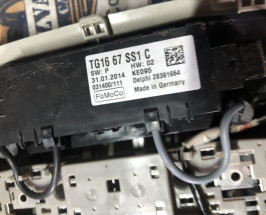 TG16 67 SS1 C
SW: P HW: 02
31.01.2014 KE095
031400/111 Delphi 28391664
FoMoCo Made in Germany